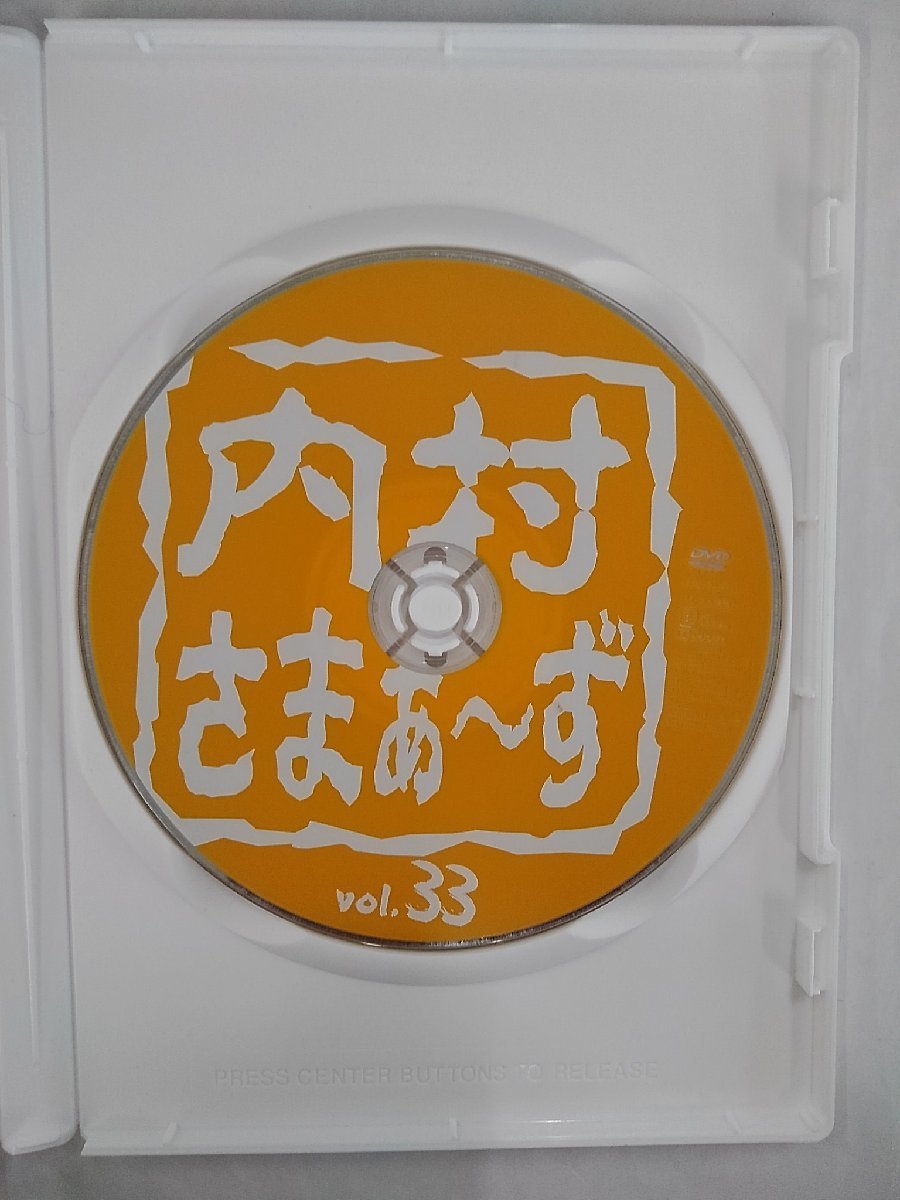 内村
さまぁ〜ず
vol.33
DVD
PRESS CENTER BUTTONS TO RELEASE